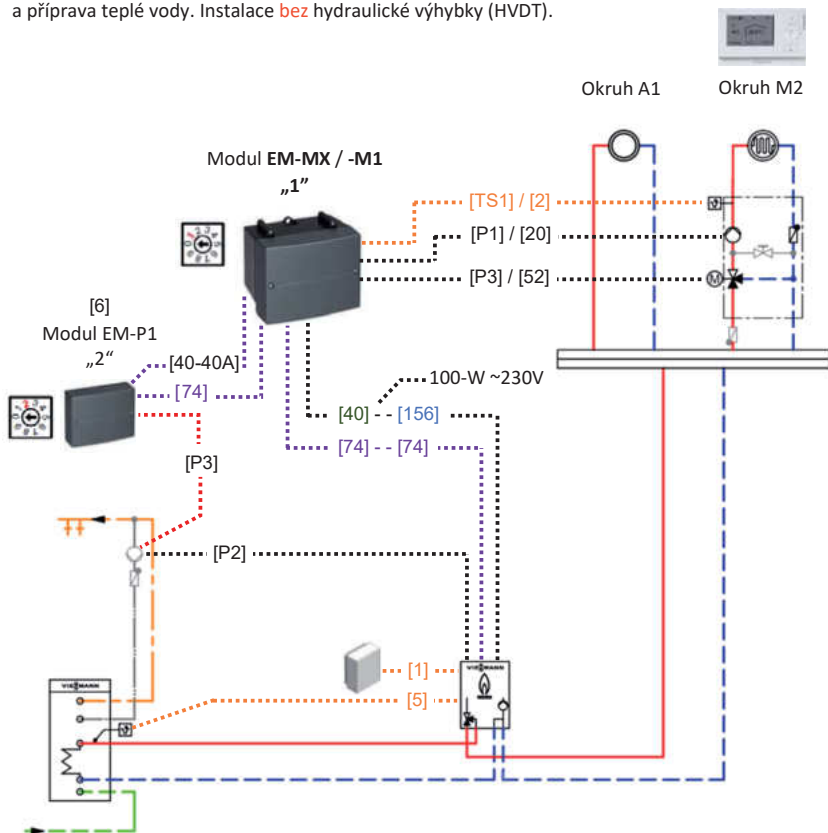 a příprava teplé vody. Instalace bez hydraulické výhybky (HVDT).
Okruh A1
Okruh M2
Modul EM-MX / -M1
„1”
[TS1] / [2]
[P1] / [20]
[P3] / [52]
M
[6]
Modul EM-P1
„2“
[40-40A]
[74]
100-W ~230V
[40] - - [156]
[74] - - [74]
[P3]
[P2]
[1]
[5]
VIESMANN
VIESMANN